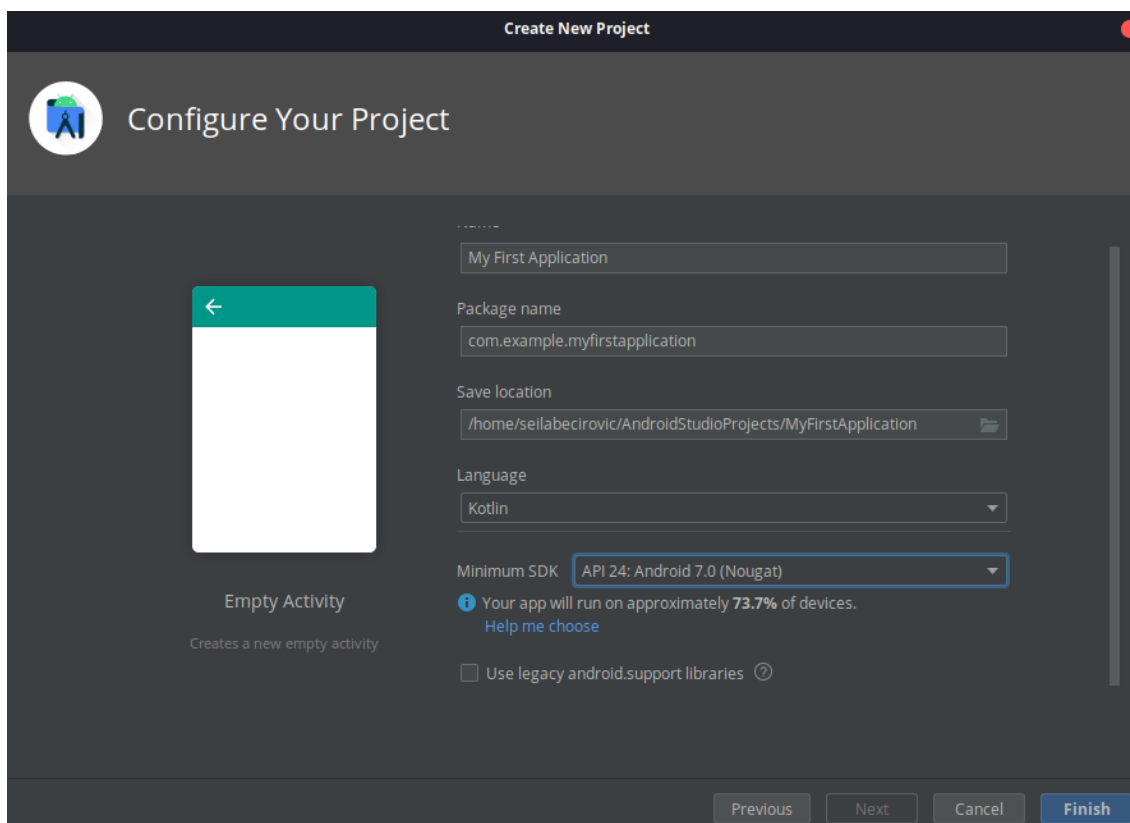 Create New Project
Configure Your Project
Name
My First Application
Package name
com.example.myfirstapplication
Save location
/home/seilabecirovic/AndroidStudioProjects/MyFirstApplication
Language
Kotlin
Minimum SDK API 24: Android 7.0 (Nougat)
Your app will run on approximately 73.7% of devices.
Help me choose
Use legacy android.support libraries ?
Empty Activity
Creates a new empty activity
Previous Next Cancel Finish